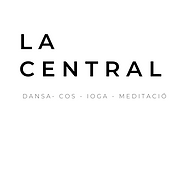 LA
CENTRAL
DANSA- COS - IOGA - MEDITACIÓ